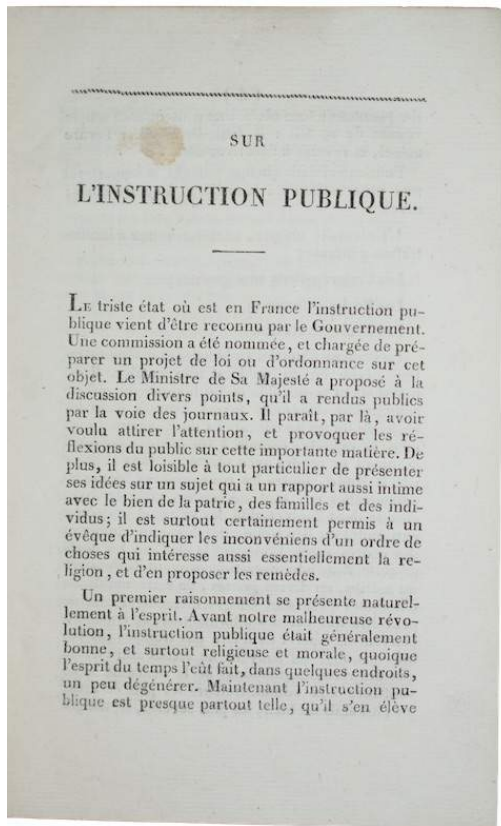 SUR
L'INSTRUCTION PUBLIQUE.
LE triste état où est en France l'instruction pu-
blique vient d'être reconnu par le Gouvernement.
Une commission a été nommée, et chargée de pré-
parer un projet de loi ou d'ordonnance sur cet
objet. Le Ministre de Sa Majesté a proposé à la
discussion divers points, qu'il a rendus publics
par la voie des journaux. Il paraît, par là, avoir
voulu attirer l'attention, et provoquer les ré-
flexions du public sur cette importante matière. De
plus, il est loisible à tout particulier de présenter
ses idées sur un sujet qui a un rapport aussi intime
avec le bien de la patrie, des familles et des indi-
vidus; il est surtout certainement permis à un
évêque d'indiquer les inconvéniens d'un ordre de
choses qui intéresse aussi essentiellement la re-
ligion, et d'en proposer les remèdes.
Un premier raisonnement se présente naturel-
lement à l'esprit. Avant notre malheureuse révo-
lution, l'instruction publique était généralement
bonne, et surtout religieuse et morale, quoique
l'esprit du temps l'eût fait, dans quelques endroits,
un peu dégénérer. Maintenant l'instruction pu-
blique est presque partout telle, qu'il s'en élève